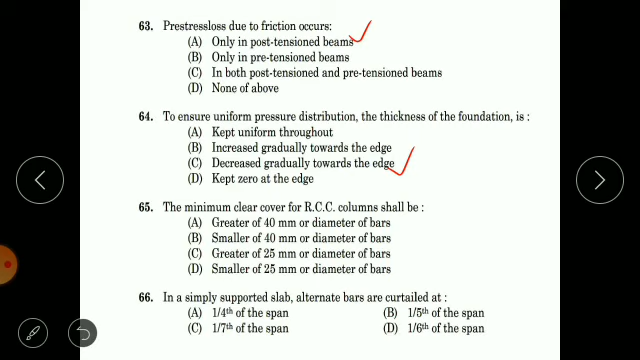 63. Prestressloss due to friction occurs:
(A) Only in post-tensioned beams
(B) Only in pre-tensioned beams
(C) In both post-tensioned and pre-tensioned beams
(D) None of above
64. To ensure uniform pressure distribution, the thickness of the foundation, is :
(A) Kept uniform throughout
(B) Increased gradually towards the edge
(C) Decreased gradually towards the edge
(D) Kept zero at the edge
65. The minimum clear cover for R.C.C. columns shall be :
(A) Greater of 40 mm or diameter of bars
(B) Smaller of 40 mm or diameter of bars
(C) Greater of 25 mm or diameter of bars
(D) Smaller of 25 mm or diameter of bars
66. In a simply supported slab, alternate bars are curtailed at :
(A) 1/4th of the span (B) 1/5th of the span
(C) 1/7th of the span (D) 1/6th of the span